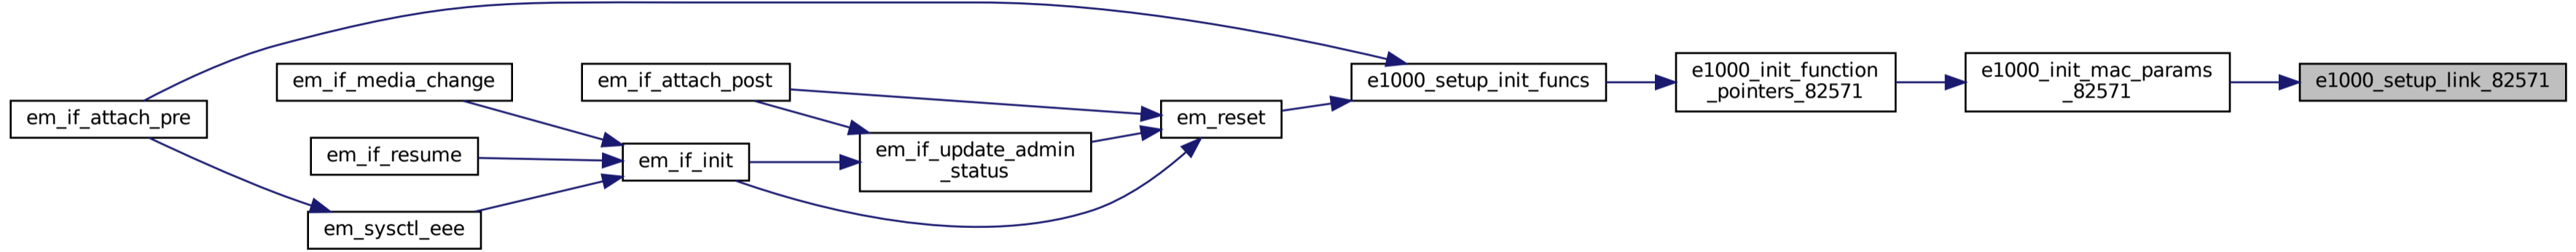 em_if_attach_pre
em_if_media_change
em_if_resume
em_sysctl_eee
em_if_attach_post
em_if_init
em_if_update_admin
_status
em_reset
e1000_setup_init_funcs
e1000_init_function
_pointers_82571
e1000_init_mac_params
_82571
e1000_setup_link_82571